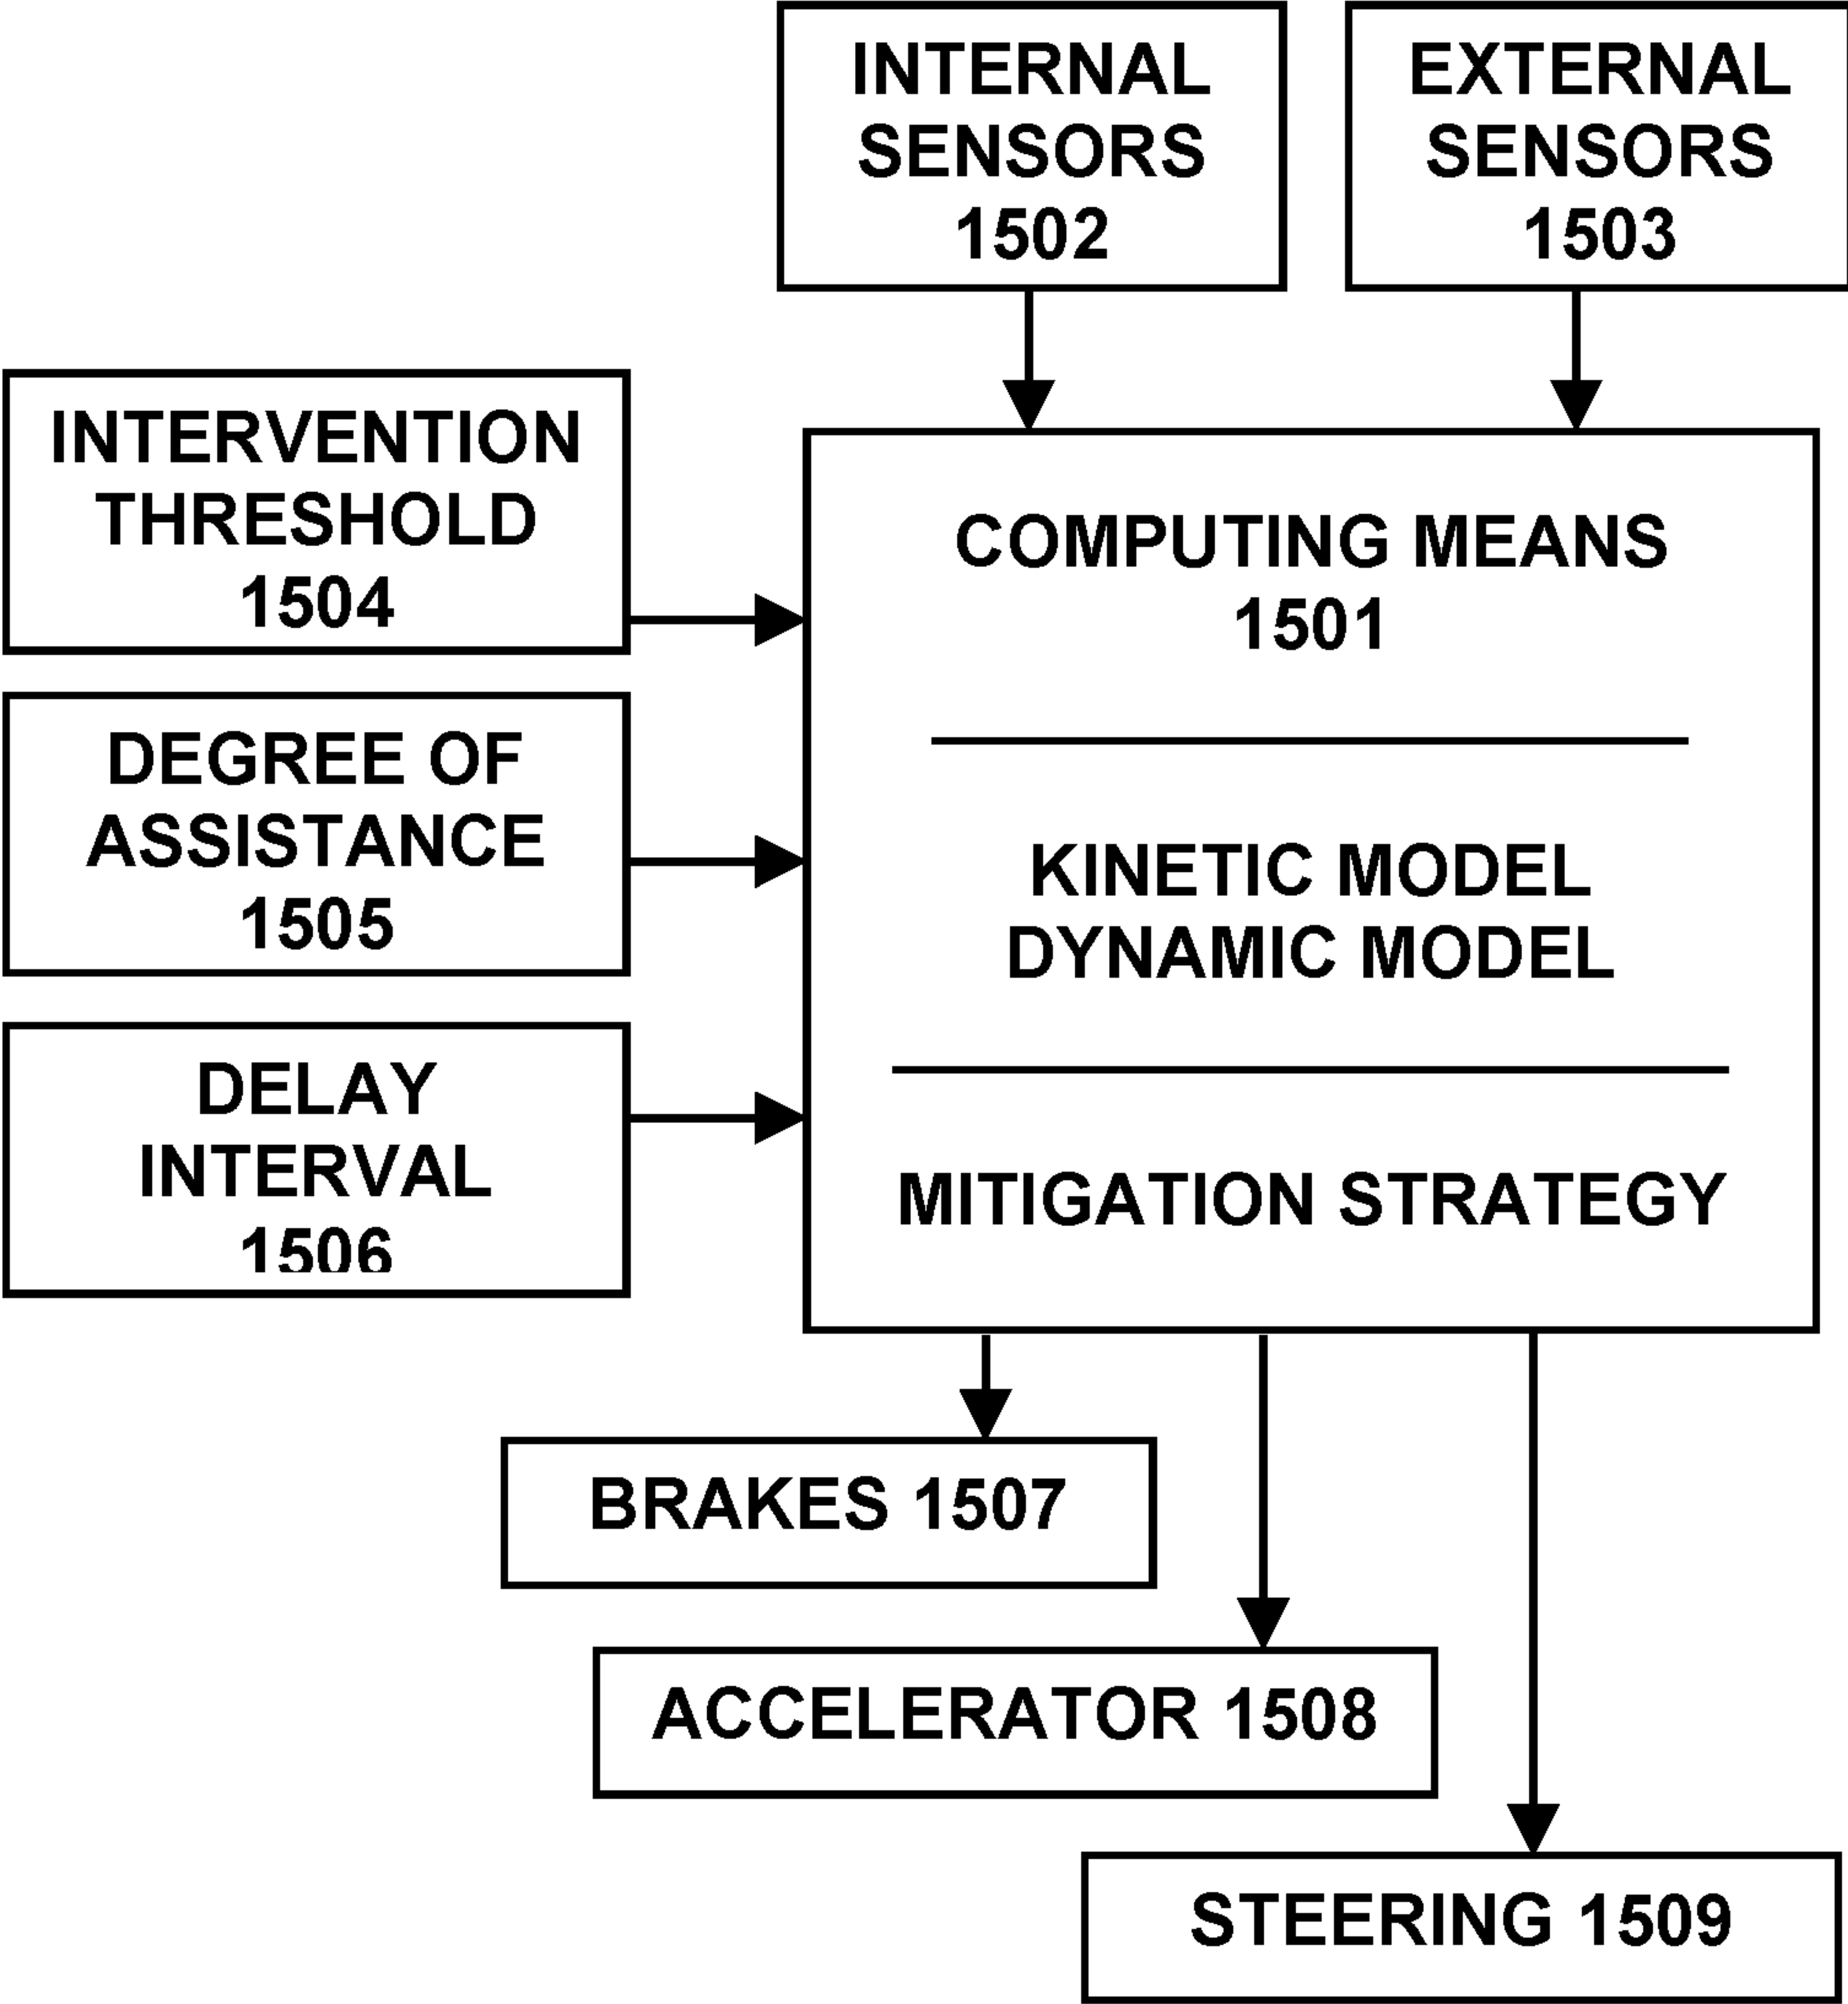 INTERNAL
SENSORS
1502
EXTERNAL
SENSORS
1503
INTERVENTION
THRESHOLD
1504
DEGREE OF
ASSISTANCE
1505
DELAY
INTERVAL
1506
COMPUTING MEANS
1501
KINETIC MODEL
DYNAMIC MODEL
MITIGATION STRATEGY
BRAKES 1507
ACCELERATOR 1508
STEERING 1509